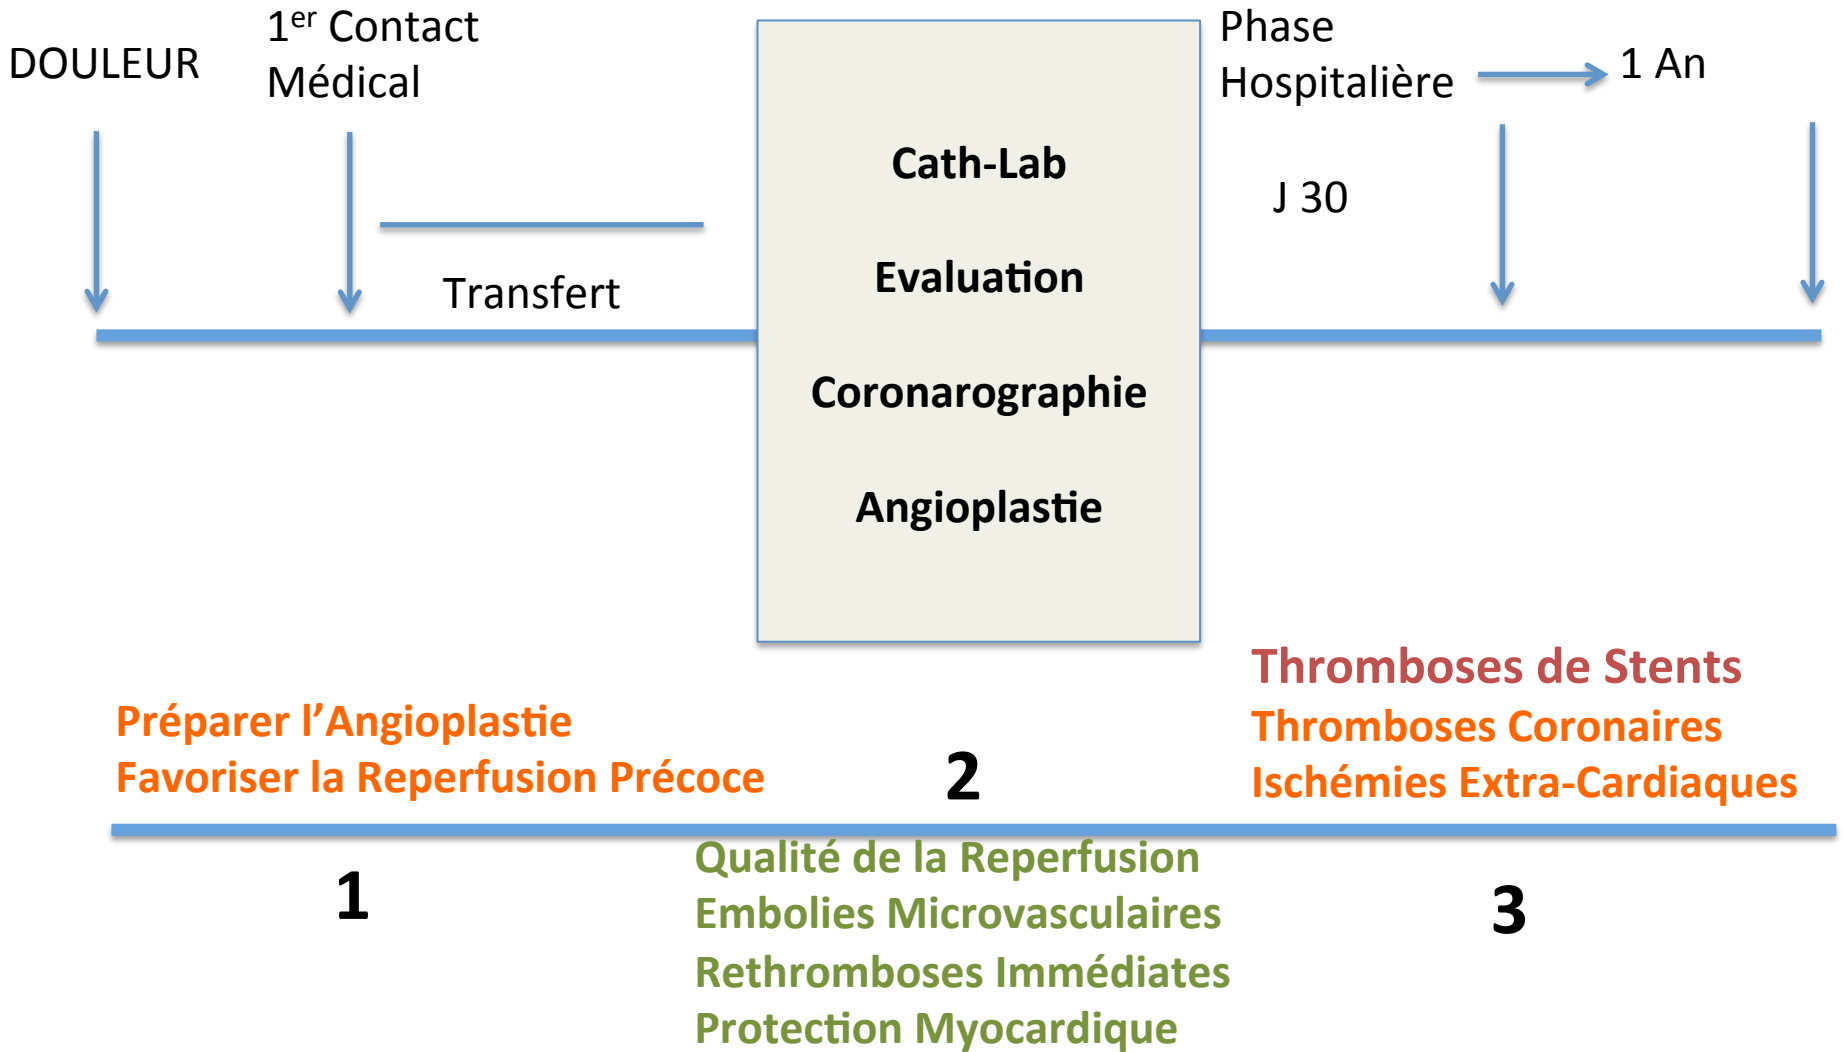 DOULEUR
1er Contact
Médical
Transfert
Cath-Lab
Evaluation
Coronarographie
Angioplastie
Phase
Hospitalière
1 An
J 30
Préparer l’Angioplastie
Favoriser la Reperfusion Précoce
1
2
Qualité de la Reperfusion
Embolies Microvasculaires
Rethromboses Immédiates
Protection Myocardique
Thromboses de Stents
Thromboses Coronaires
Ischémies Extra-Cardiaques
3